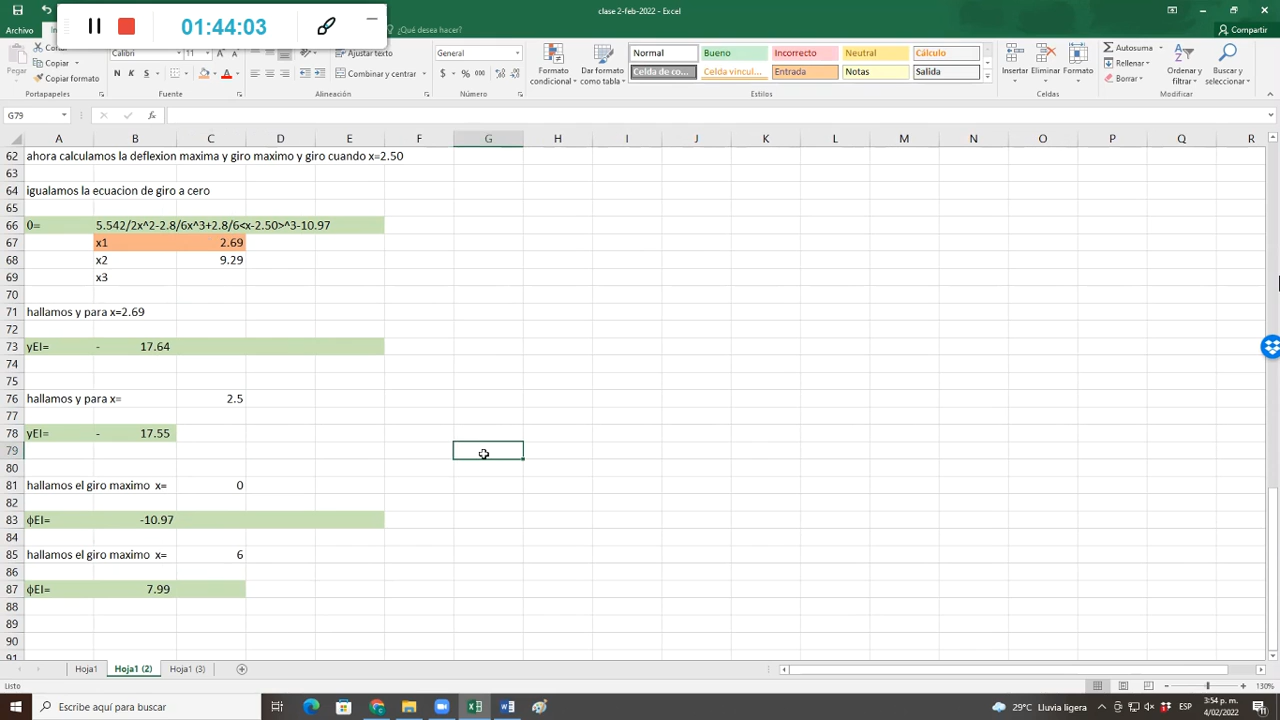 01:44:03
clase 2-feb-2022 - Excel
Archivo
¿Qué desea hacer?
Compartir
Pegar
Cortar
Copiar
Copiar formato
Portapapeles
Calibri
11
N
K
S
Fuente
Combinar y centrar
Alineación
General
$
%
000
Número
Formato condicional
Dar formato como tabla
Normal
Bueno
Incorrecto
Neutral
Cálculo
Celda de co...
Celda vincul...
Entrada
Notas
Salida
Estilos
Insertar
Eliminar
Formato
Celdas
Autosuma
Rellenar
Borrar
Ordenar y filtrar
Buscar y seleccionar
Modificar
G79
fx
A B C D E F G H I J K L M N O P Q R
62 ahora calculamos la deflexion maxima y giro maximo y giro cuando x=2.50
63
64 igualamos la ecuacion de giro a cero
65
66 0= 5.542/2x^2-2.8/6x^3+2.8/6<x-2.50>^3-10.97
67 x1 2.69
68 x2 9.29
69 x3
70
71 hallamos y para x=2.69
72
73 yEI= - 17.64
74
75
76 hallamos y para x= 2.5
77
78 yEI= - 17.55
79
80
81 hallamos el giro maximo x= 0
82
83 ϕEI= -10.97
84
85 hallamos el giro maximo x= 6
86
87 ϕEI= 7.99
88
89
90
91
Hoja1
Hoja1 (2)
Hoja1 (3)
Listo
130%
Escribe aquí para buscar
29°C Lluvia ligera
ESP
3:54 p. m.
4/02/2022